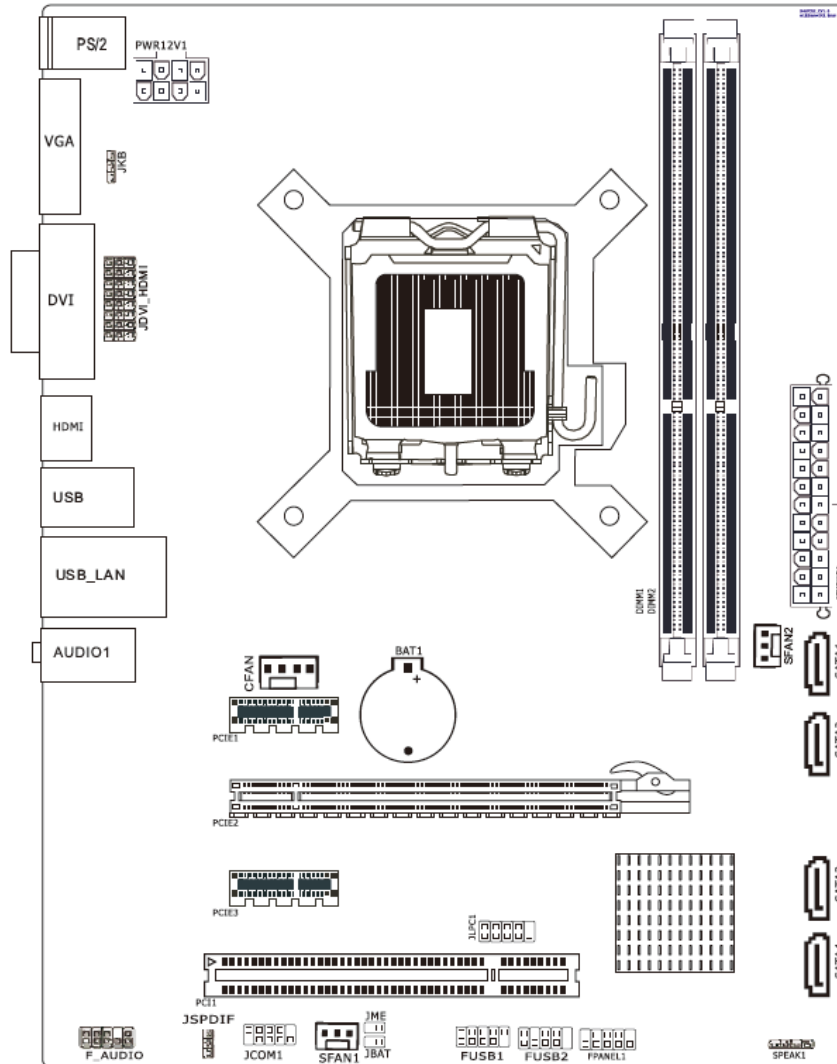 PS/2
PWR12V1
VGA
JKB
DVI
JDVI_HDMI
HDMI
USB
USB_LAN
DIMM1
DIMM2
AUDIO1
CFAN
BAT1
SFAN2
PCIE1
PCIE2
PCIE3
JLPC1
PCI1
JSPDIF
JME
F_AUDIO
JCOM1
SFAN1
JBAT
FUSB1
FUSB2
FPANEL1
SPEAK1